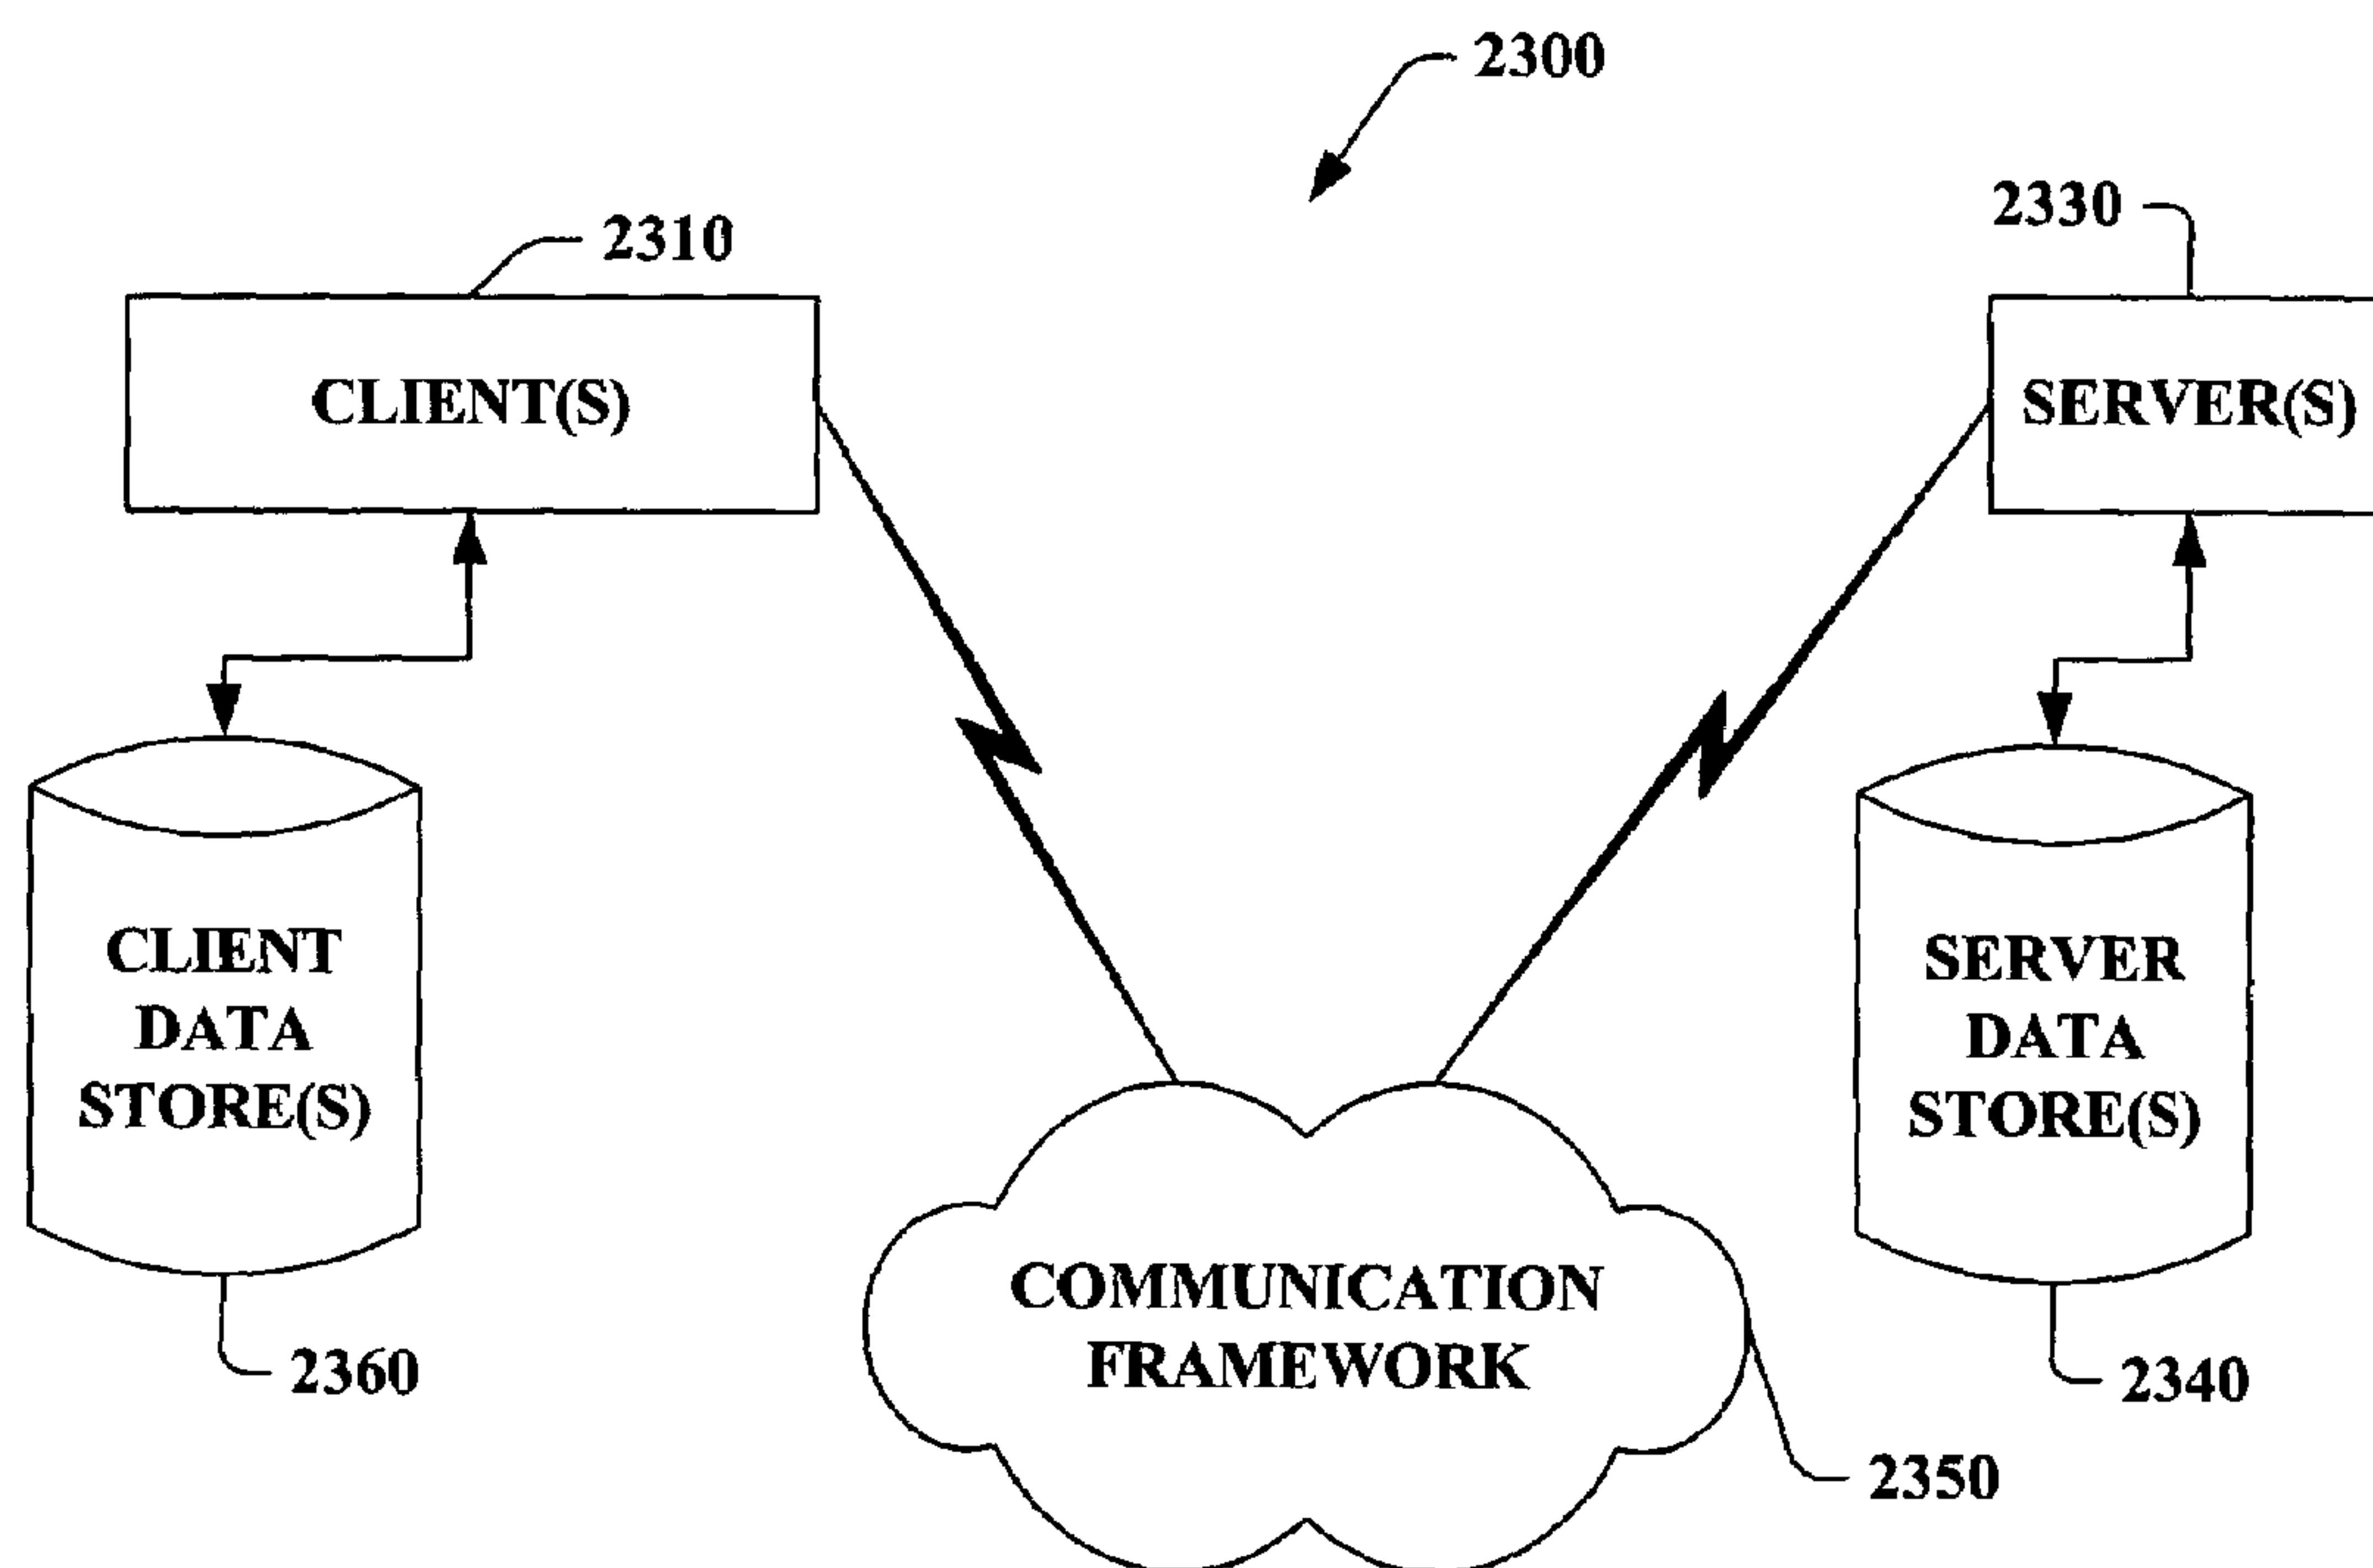 2300
2310
2330
CLIENT(S)
SERVER(S)
CLIENT
DATA
STORE(S)
SERVER
DATA
STORE(S)
COMMUNICATION
FRAMEWORK
2360
2340
2350